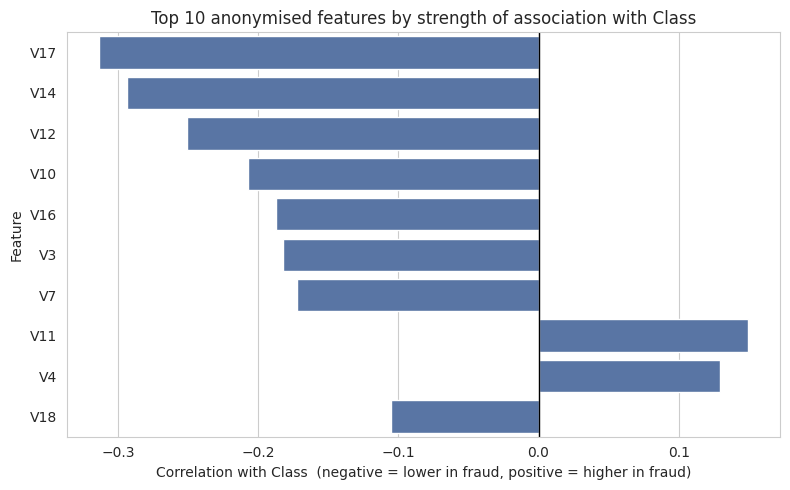 Top 10 anonymised features by strength of association with Class
Feature
V17
V14
V12
V10
V16
V3
V7
V11
V4
V18
−0.3
−0.2
−0.1
0.0
0.1
Correlation with Class  (negative = lower in fraud, positive = higher in fraud)